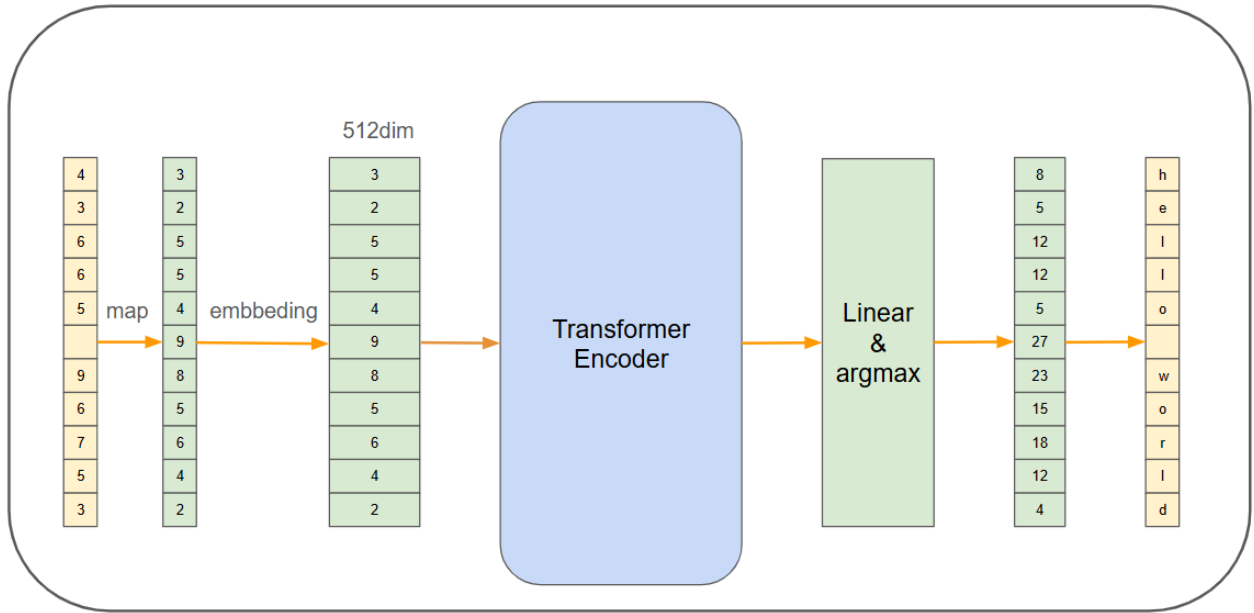 512dim
4 3 3 8 h
3 2 2 5 e
6 5 5 12 l
6 5 5 12 l
5 map 4 embbeding 4 5 o
9 9 27
9 8 8 23 w
6 5 5 15 o
7 6 6 18 r
5 4 4 12 l
3 2 2 4 d
Transformer
Encoder
Linear
&
argmax